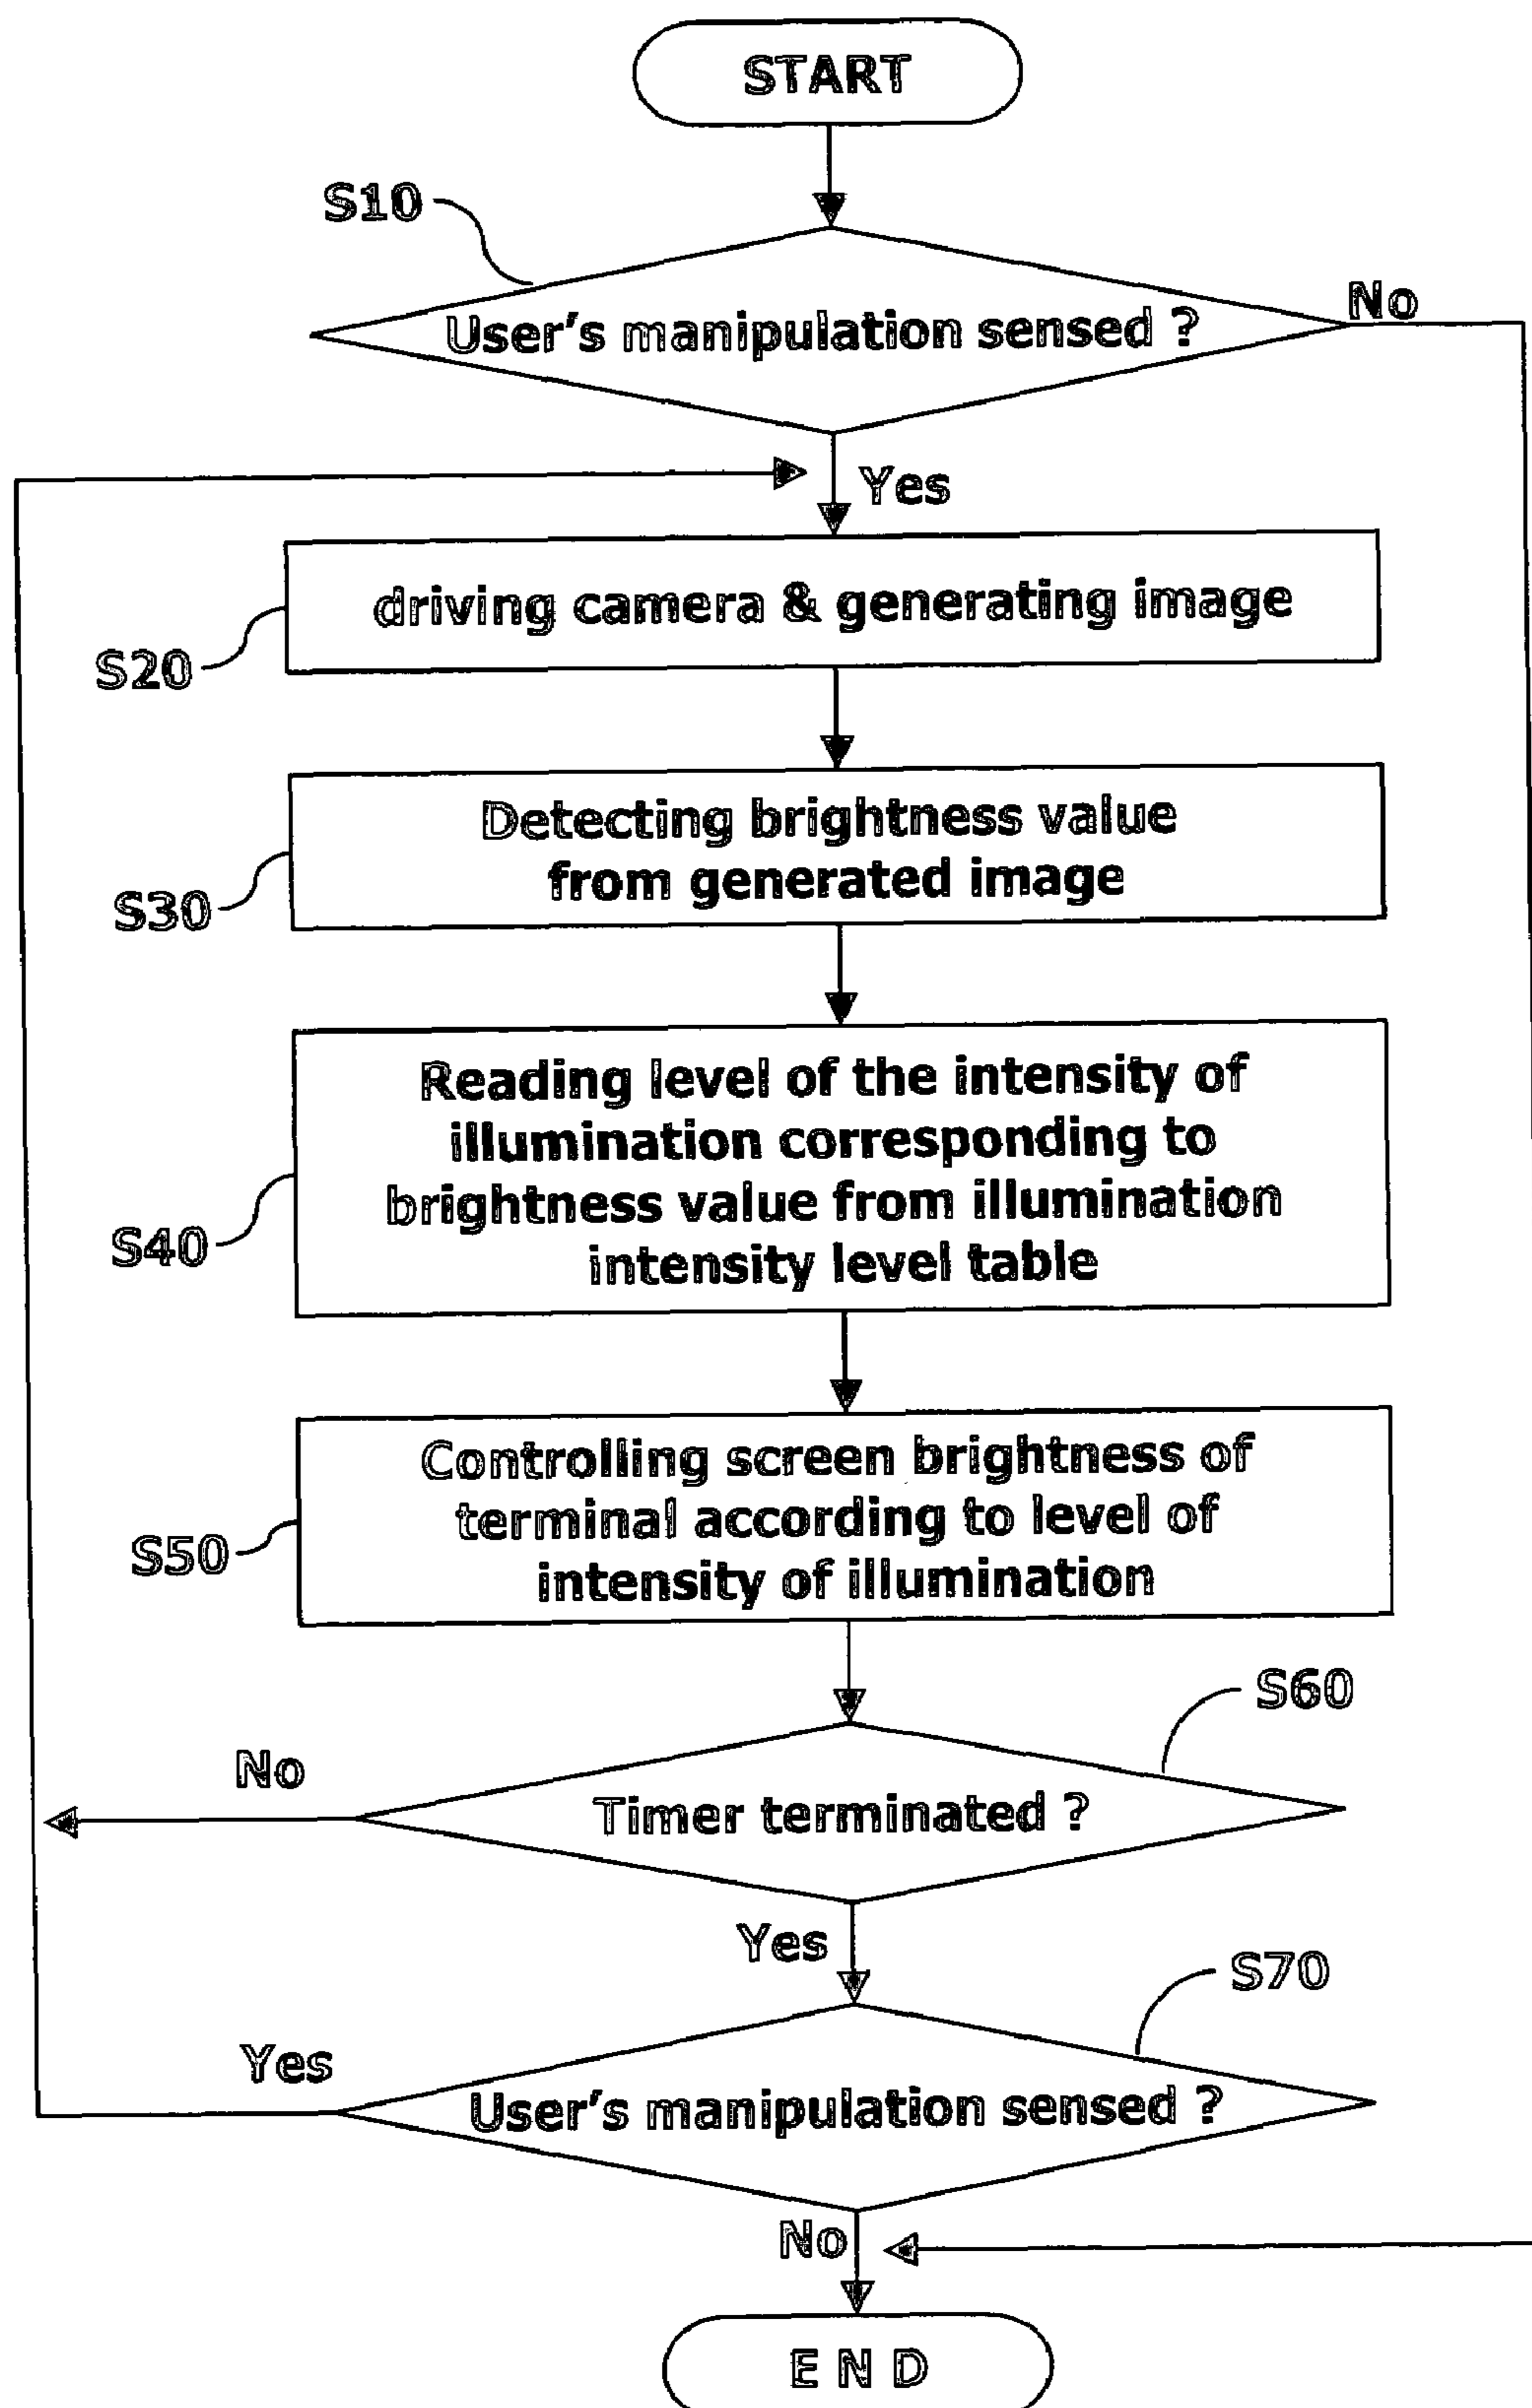 START
S10
User's manipulation sensed ?
No
Yes
driving camera & generating image
S20
Detecting brightness value
from generated image
S30
Reading level of the intensity of
illumination corresponding to
brightness value from illumination
intensity level table
S40
Controlling screen brightness of
terminal according to level of
intensity of illumination
S50
S60
No
Timer terminated ?
Yes
S70
Yes
User's manipulation sensed ?
No
E N D